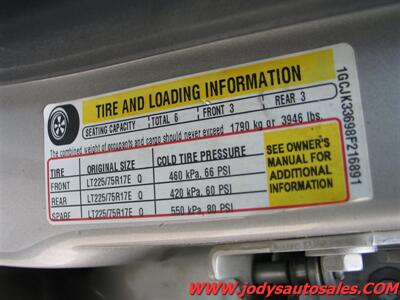 TIRE AND LOADING INFORMATION
SEATING CAPACITY TOTAL 6 FRONT 3 REAR 3
The combined weight of occupants and cargo should never exceed 1790 kg or 3946 lbs.
TIRE ORIGINAL SIZE COLD TIRE PRESSURE
FRONT LT225/75R17E Q 460 kPa, 66 PSI
REAR LT225/75R17E Q 420 kPa, 60 PSI
SPARE LT225/75R17E Q 550 kPa, 80 PSI
SEE OWNER'S
MANUAL FOR
ADDITIONAL
INFORMATION
1GCJK33698F216891
www.jodysautosales.COM